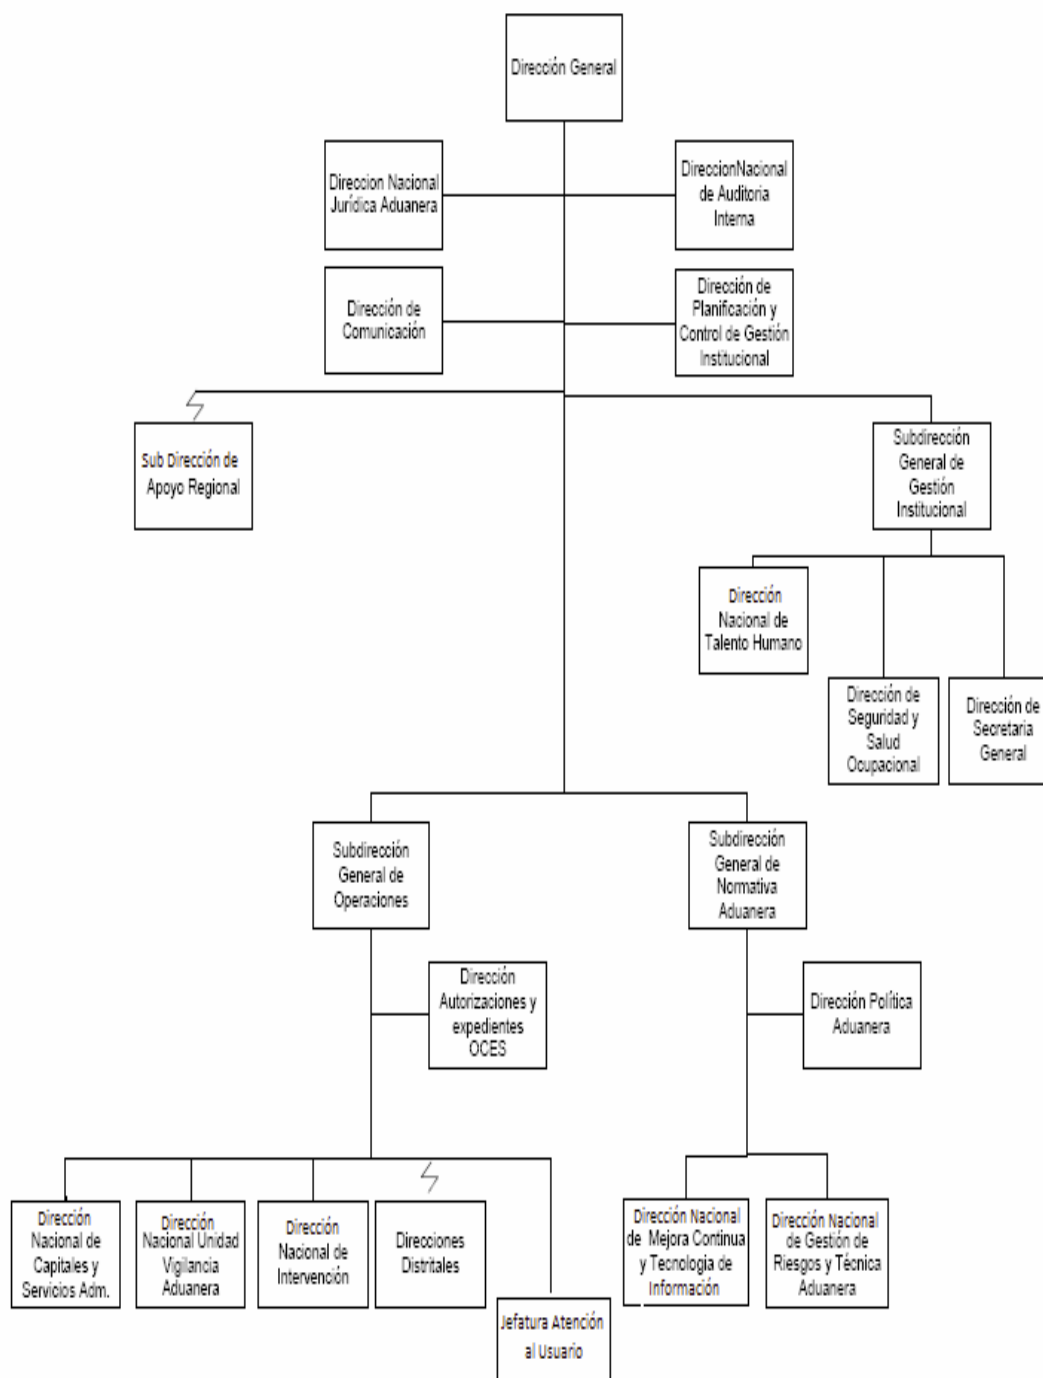 Dirección General
Direccion Nacional
Jurídica Aduanera
DireccionNacional
de Auditoria
Interna
Dirección de
Comunicación
Dirección de
Planificación y
Control de Gestión
Institucional
Sub Dirección de
Apoyo Regional
Subdirección
General de
Gestión
Institucional
Dirección
Nacional de
Talento Humano
Dirección de
Seguridad y
Salud
Ocupacional
Dirección de
Secretaria
General
Subdirección
General de
Operaciones
Subdirección
General de
Normativa
Aduanera
Dirección
Autorizaciones y
expedientes
OCES
Dirección Política
Aduanera
Dirección
Nacional de
Capitales y
Servicios Adm.
Dirección
Nacional Unidad
Vigilancia
Aduanera
Dirección
Nacional de
Intervención
Direcciones
Distritales
Jefatura Atención
al Usuario
Dirección Nacional
de Mejora Continua
y Tecnologia de
Información
Dirección Nacional
de Gestión de
Riesgos y Técnica
Aduanera